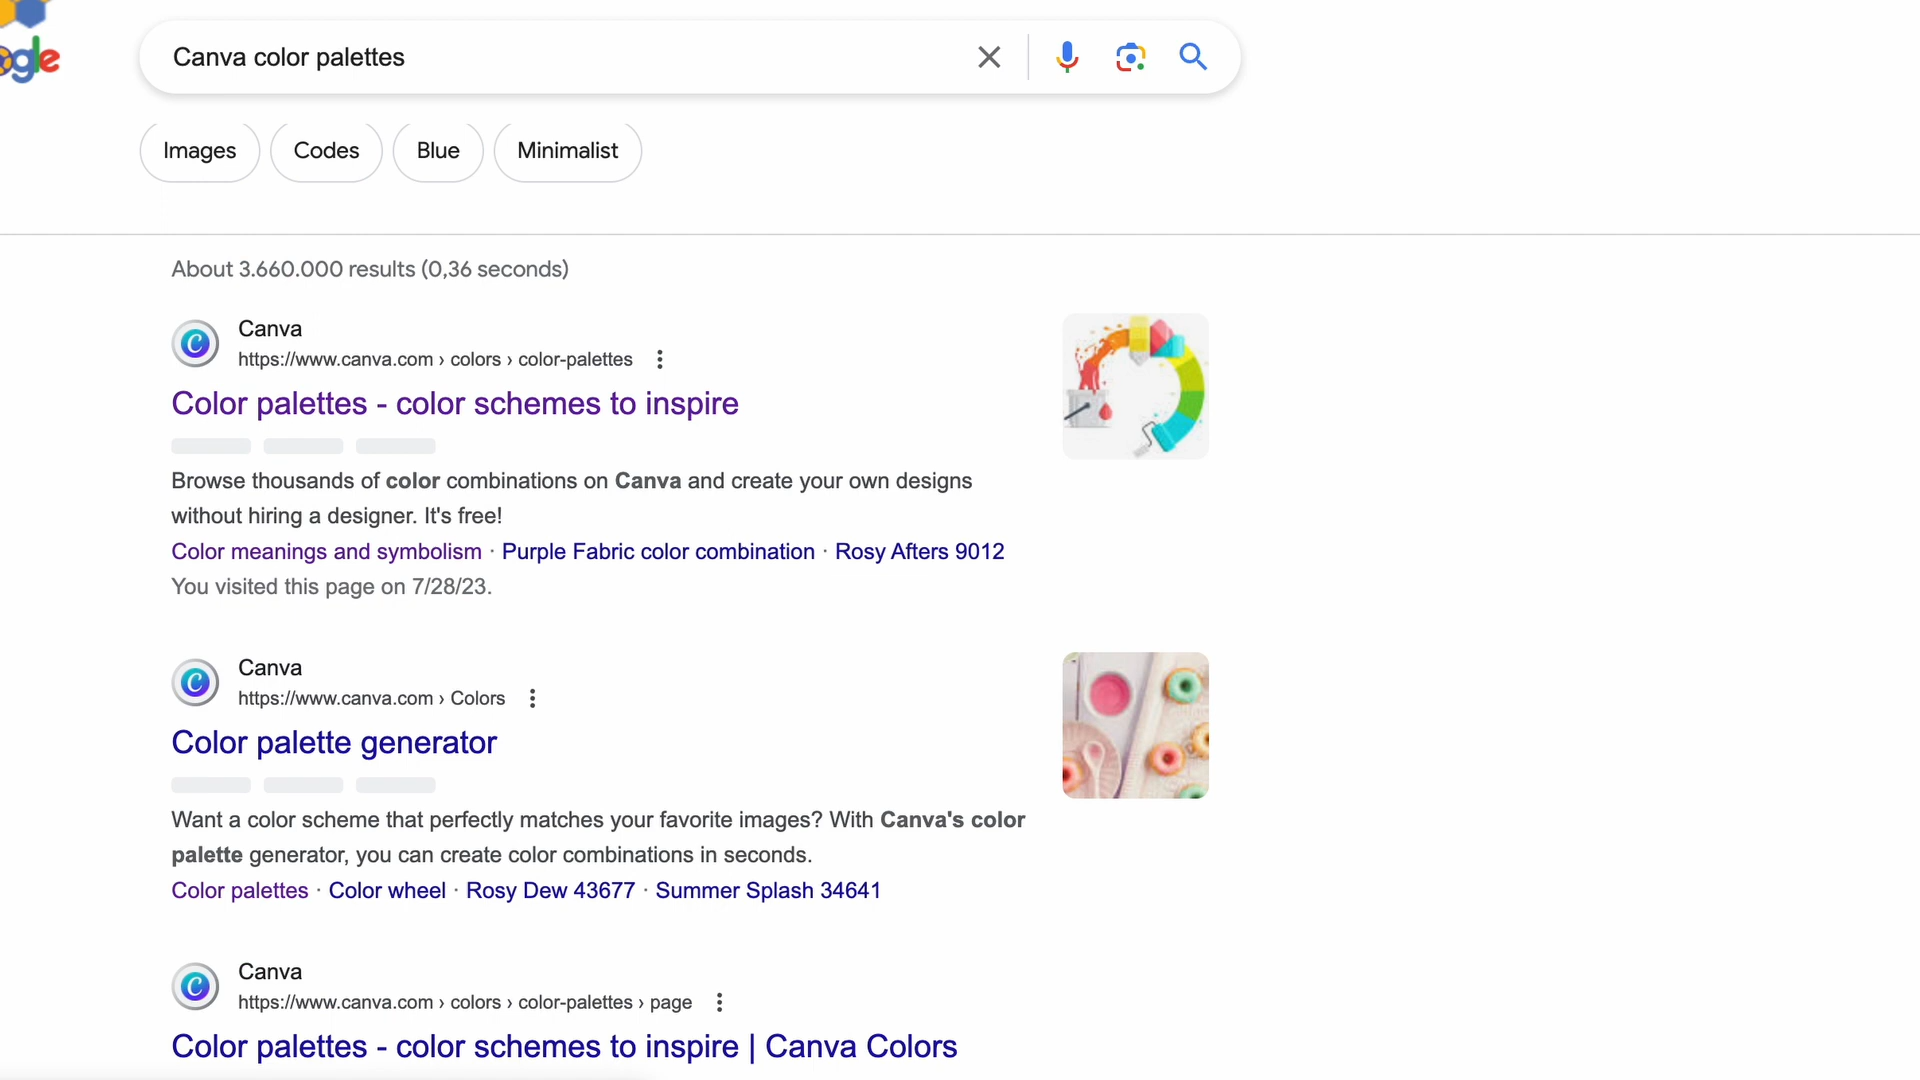 ogle
Canva color palettes
Images
Codes
Blue
Minimalist
About 3.660.000 results (0,36 seconds)
Canva
https://www.canva.com › colors › color-palettes
Color palettes - color schemes to inspire
Browse thousands of color combinations on Canva and create your own designs
without hiring a designer. It's free!
Color meanings and symbolism · Purple Fabric color combination · Rosy Afters 9012
You visited this page on 7/28/23.
Canva
https://www.canva.com › Colors
Color palette generator
Want a color scheme that perfectly matches your favorite images? With Canva's color
palette generator, you can create color combinations in seconds.
Color palettes · Color wheel · Rosy Dew 43677 · Summer Splash 34641
Canva
https://www.canva.com › colors › color-palettes › page
Color palettes - color schemes to inspire | Canva Colors